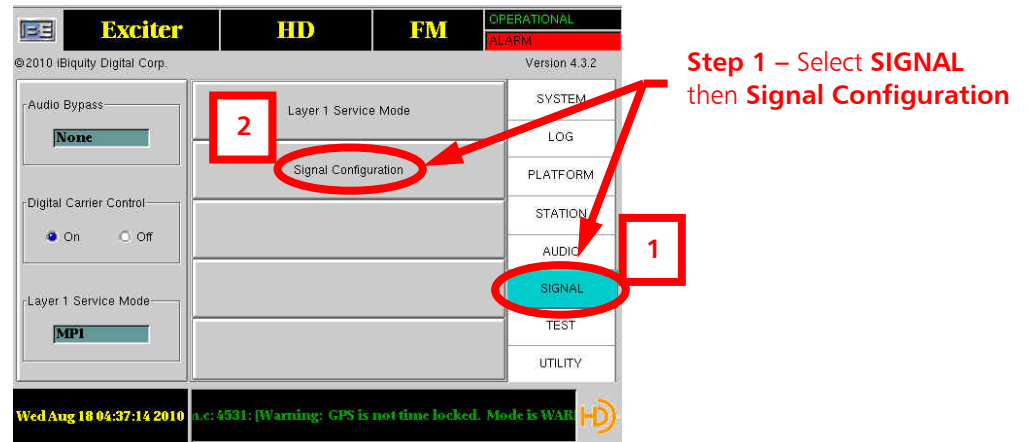 BE Exciter HD FM OPERATIONAL
ALARM
©2010 iBiquity Digital Corp. Version 4.3.2
Audio Bypass
None
Digital Carrier Control
On Off
Layer 1 Service Mode
MP1
Layer 1 Service Mode
2
Signal Configuration
SYSTEM
LOG
PLATFORM
STATION
AUDIO
SIGNAL
TEST
UTILITY
1
Step 1 – Select SIGNAL
then Signal Configuration
Wed Aug 18 04:37:14 2010 n.c: 4531: [Warning: GPS is not time locked. Mode is WAR
HD